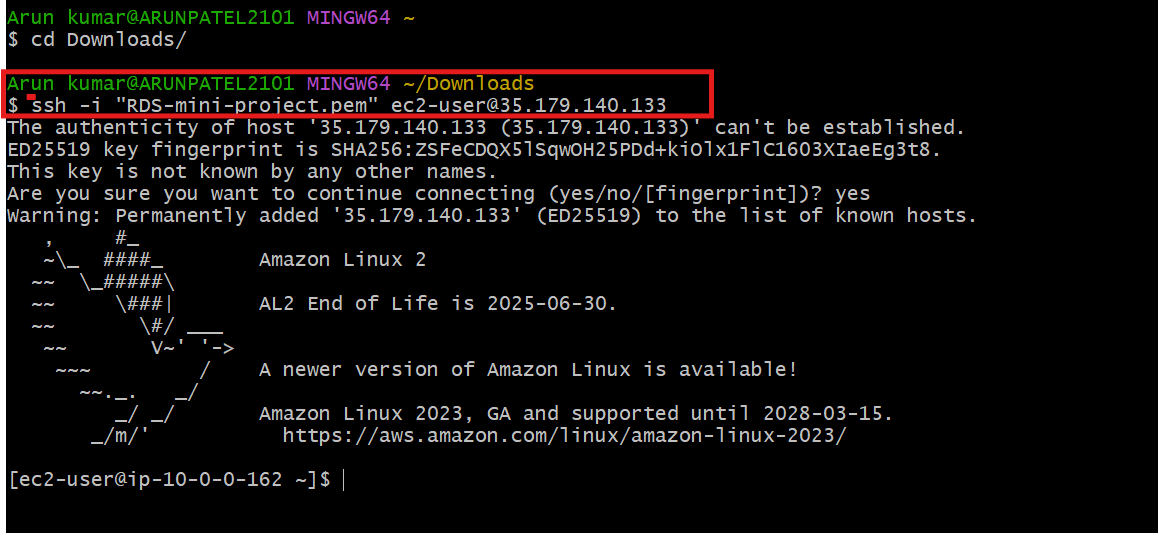 Arun kumar@ARUNPATEL2101 MINGW64 ~
$ cd Downloads/
Arun kumar@ARUNPATEL2101 MINGW64 ~/Downloads
$ ssh -i "RDS-mini-project.pem" ec2-user@35.179.140.133
The authenticity of host '35.179.140.133 (35.179.140.133)' can't be established.
ED25519 key fingerprint is SHA256:ZSFeCDQX5lSqwOH25PDd+kiOlx1FlC1603XIaeEg3t8.
This key is not known by any other names.
Are you sure you want to continue connecting (yes/no/[fingerprint])? yes
Warning: Permanently added '35.179.140.133' (ED25519) to the list of known hosts.
   ,     #_
   ~\_  ####_        Amazon Linux 2
  ~~  \_#####\
  ~~     \###|       AL2 End of Life is 2025-06-30.
  ~~       \#/ ___
   ~~       V~' '->
    ~~~         /    A newer version of Amazon Linux is available!
      ~~._.   _/
         _/ _/       Amazon Linux 2023, GA and supported until 2028-03-15.
       _/m/'           https://aws.amazon.com/linux/amazon-linux-2023/
[ec2-user@ip-10-0-0-162 ~]$